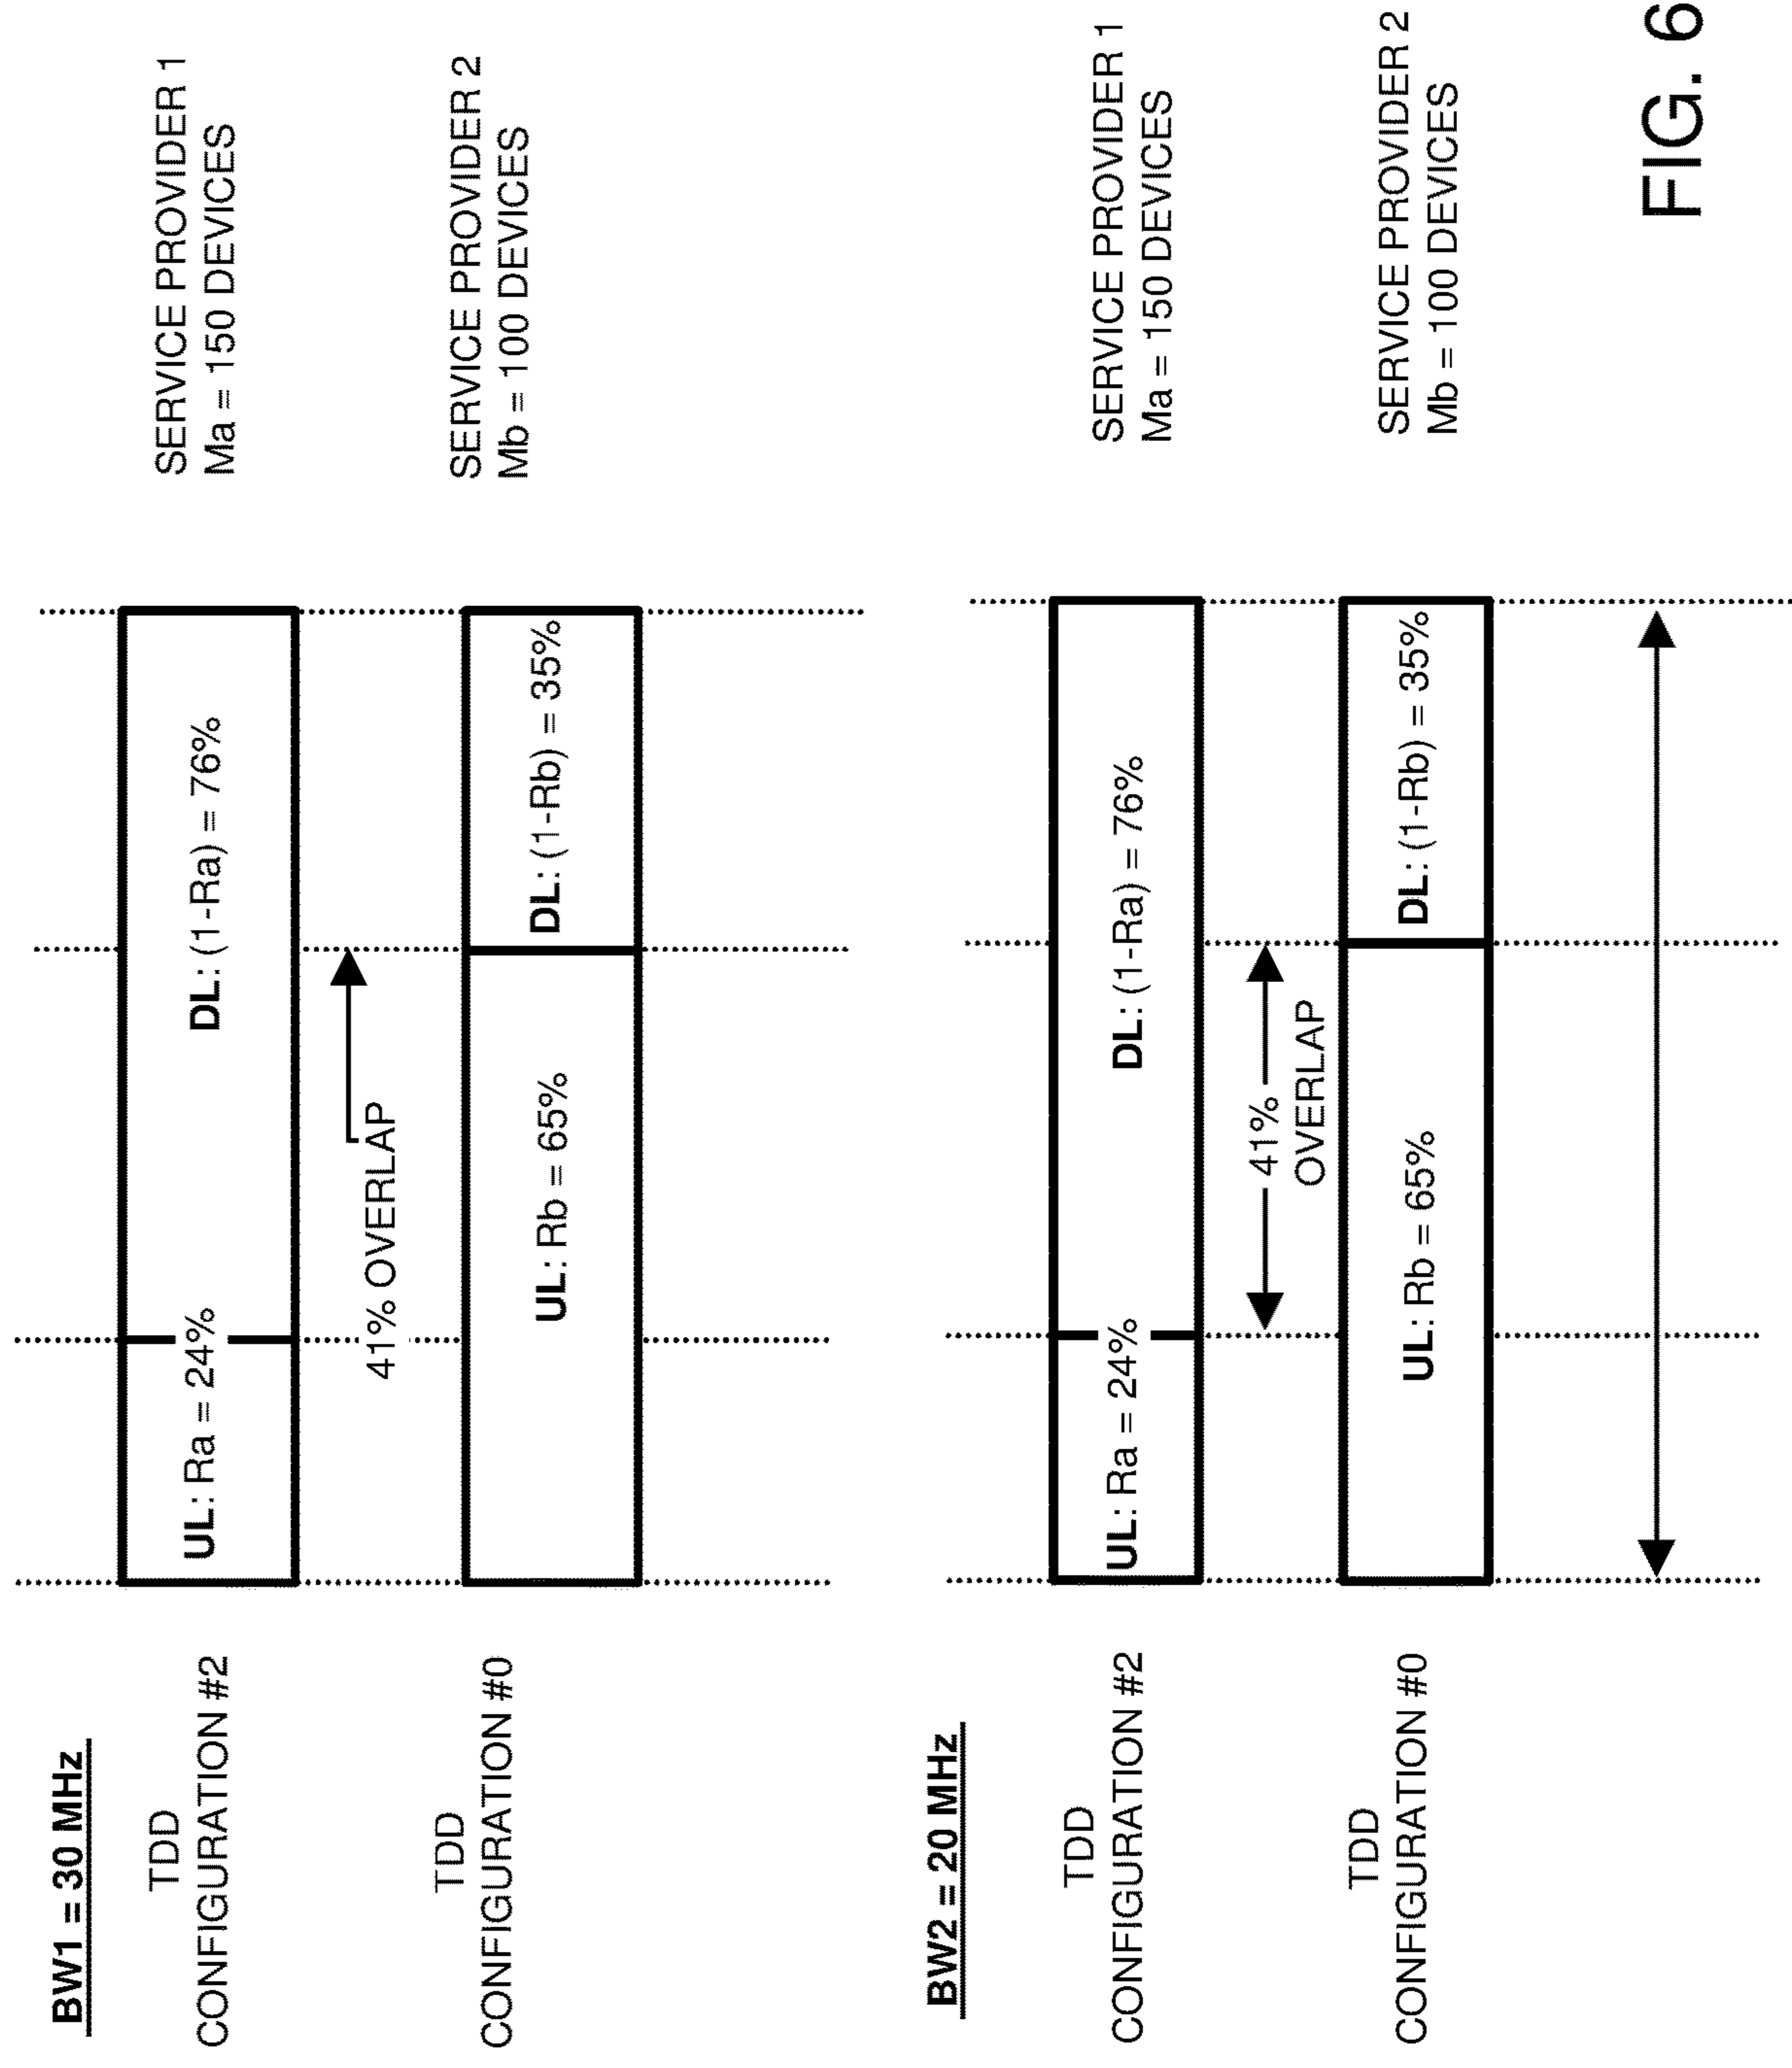 BW1 = 30 MHz
TDD
CONFIGURATION #2
UL: Ra = 24%
DL: (1-Ra) = 76%
SERVICE PROVIDER 1
Ma = 150 DEVICES
41% OVERLAP
TDD
CONFIGURATION #0
UL: Rb = 65%
DL: (1-Rb) = 35%
SERVICE PROVIDER 2
Mb = 100 DEVICES
BW2 = 20 MHz
TDD
CONFIGURATION #2
UL: Ra = 24%
DL: (1-Ra) = 76%
SERVICE PROVIDER 1
Ma = 150 DEVICES
41%
OVERLAP
TDD
CONFIGURATION #0
UL: Rb = 65%
DL: (1-Rb) = 35%
SERVICE PROVIDER 2
Mb = 100 DEVICES
FIG. 6